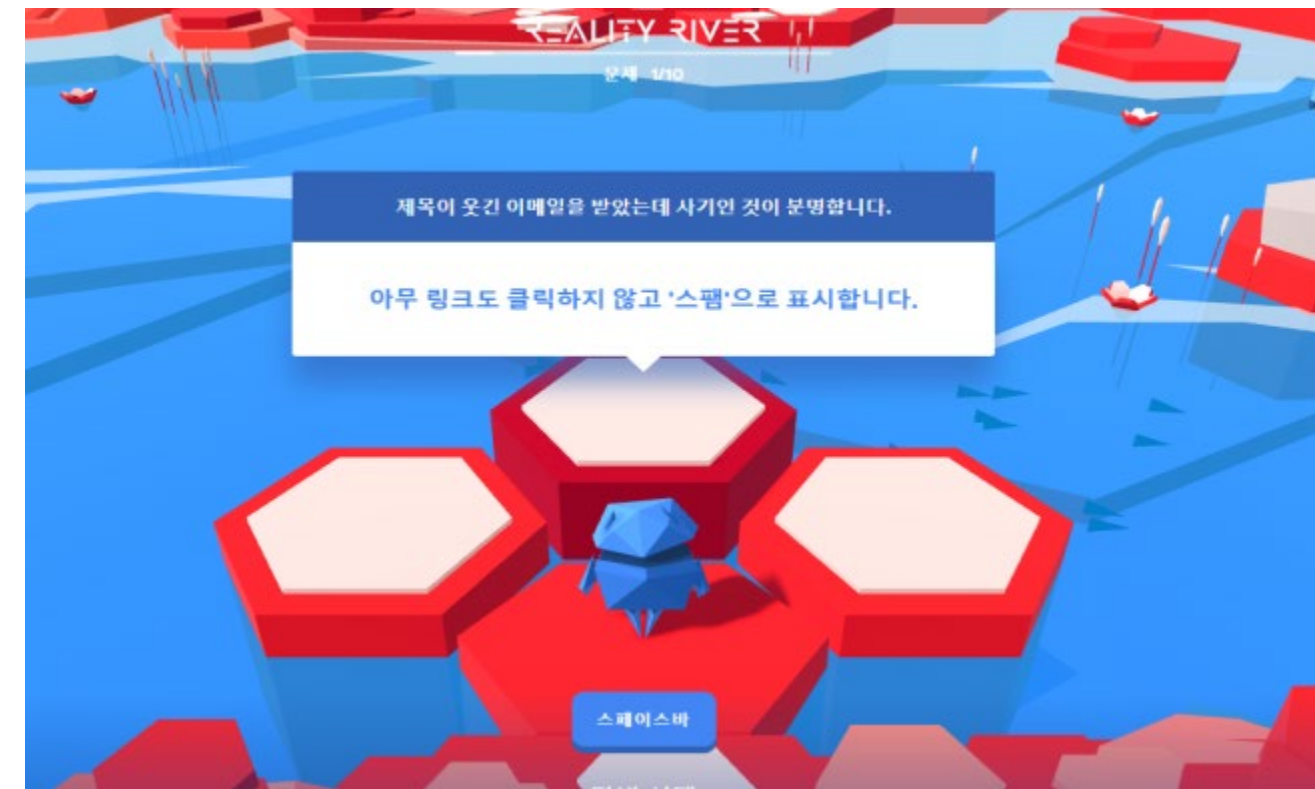 REALITY RIVER
문제 1/10
제목이 웃긴 이메일을 받았는데 사기인 것이 분명합니다.
아무 링크도 클릭하지 않고 '스팸'으로 표시합니다.
스페이스바